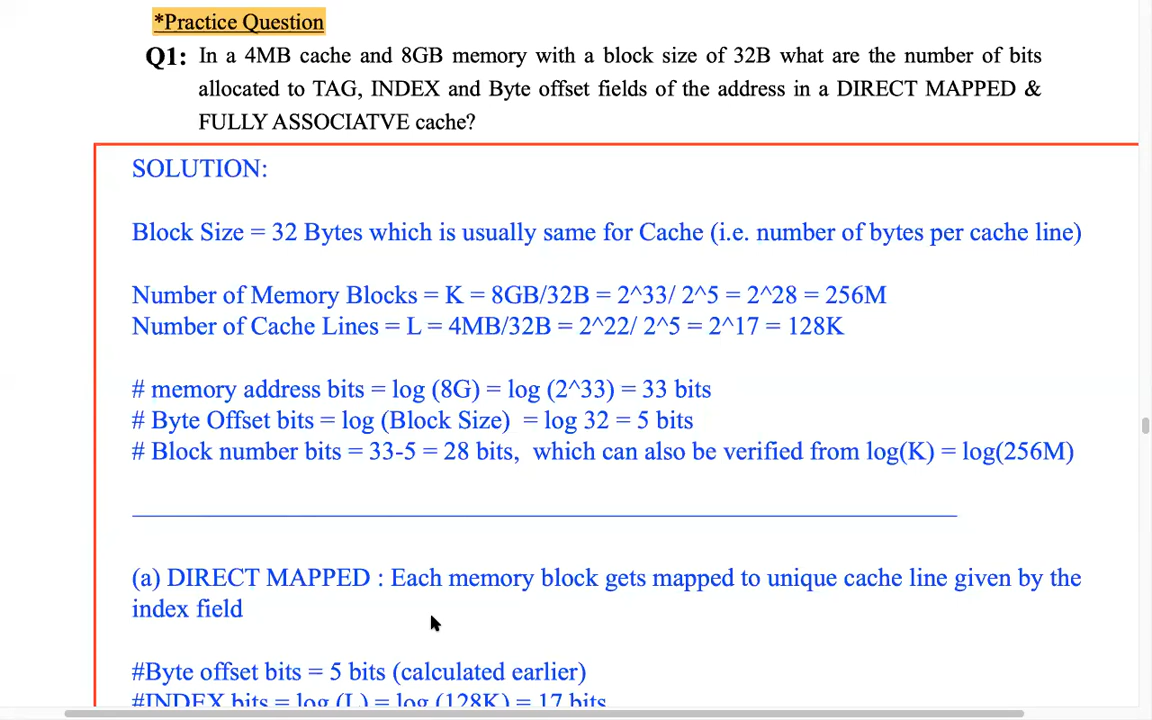 *Practice Question
Q1: In a 4MB cache and 8GB memory with a block size of 32B what are the number of bits
allocated to TAG, INDEX and Byte offset fields of the address in a DIRECT MAPPED &
FULLY ASSOCIATVE cache?
SOLUTION:
Block Size = 32 Bytes which is usually same for Cache (i.e. number of bytes per cache line)
Number of Memory Blocks = K = 8GB/32B = 2^33/ 2^5 = 2^28 = 256M
Number of Cache Lines = L = 4MB/32B = 2^22/ 2^5 = 2^17 = 128K
# memory address bits = log (8G) = log (2^33) = 33 bits
# Byte Offset bits = log (Block Size)  = log 32 = 5 bits
# Block number bits = 33-5 = 28 bits,  which can also be verified from log(K) = log(256M)
(a) DIRECT MAPPED : Each memory block gets mapped to unique cache line given by the
index field
#Byte offset bits = 5 bits (calculated earlier)
#INDEX bits = log (L) = log (128K) = 17 bits